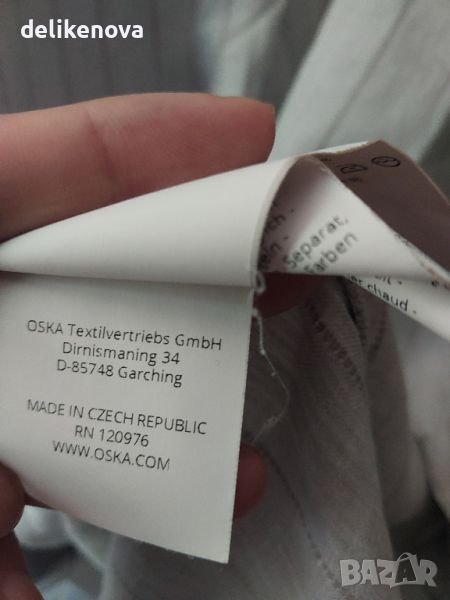 delikenova
Separat,
Farben
chaud -
OSKA Textilvertriebs GmbH
Dirnismaning 34
D-85748 Garching
MADE IN CZECH REPUBLIC
RN 120976
WWW.OSKA.COM
BAZAR